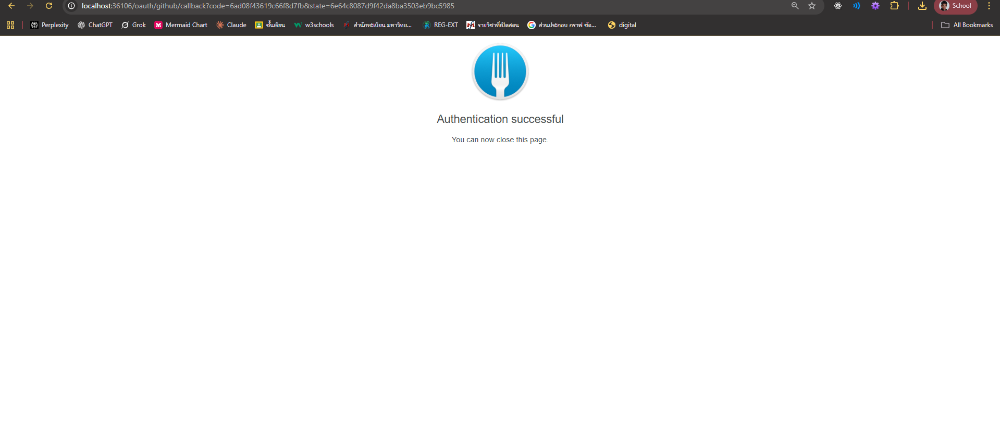 localhost:36106/oauth/github/callback?code=6ad08f43619c66f8d7fb&state=6e64c8087d9f42da8ba3503eb9bc5985
School
Perplexity ChatGPT Grok Mermaid Chart Claude ชั้นเรียน w3schools สำนักทะเบียน มหาวิทย... REG-EXT รายวิชาที่เปิดสอน ส่วนประกอบ กราฟ ข้อ... digital All Bookmarks
Authentication successful
You can now close this page.